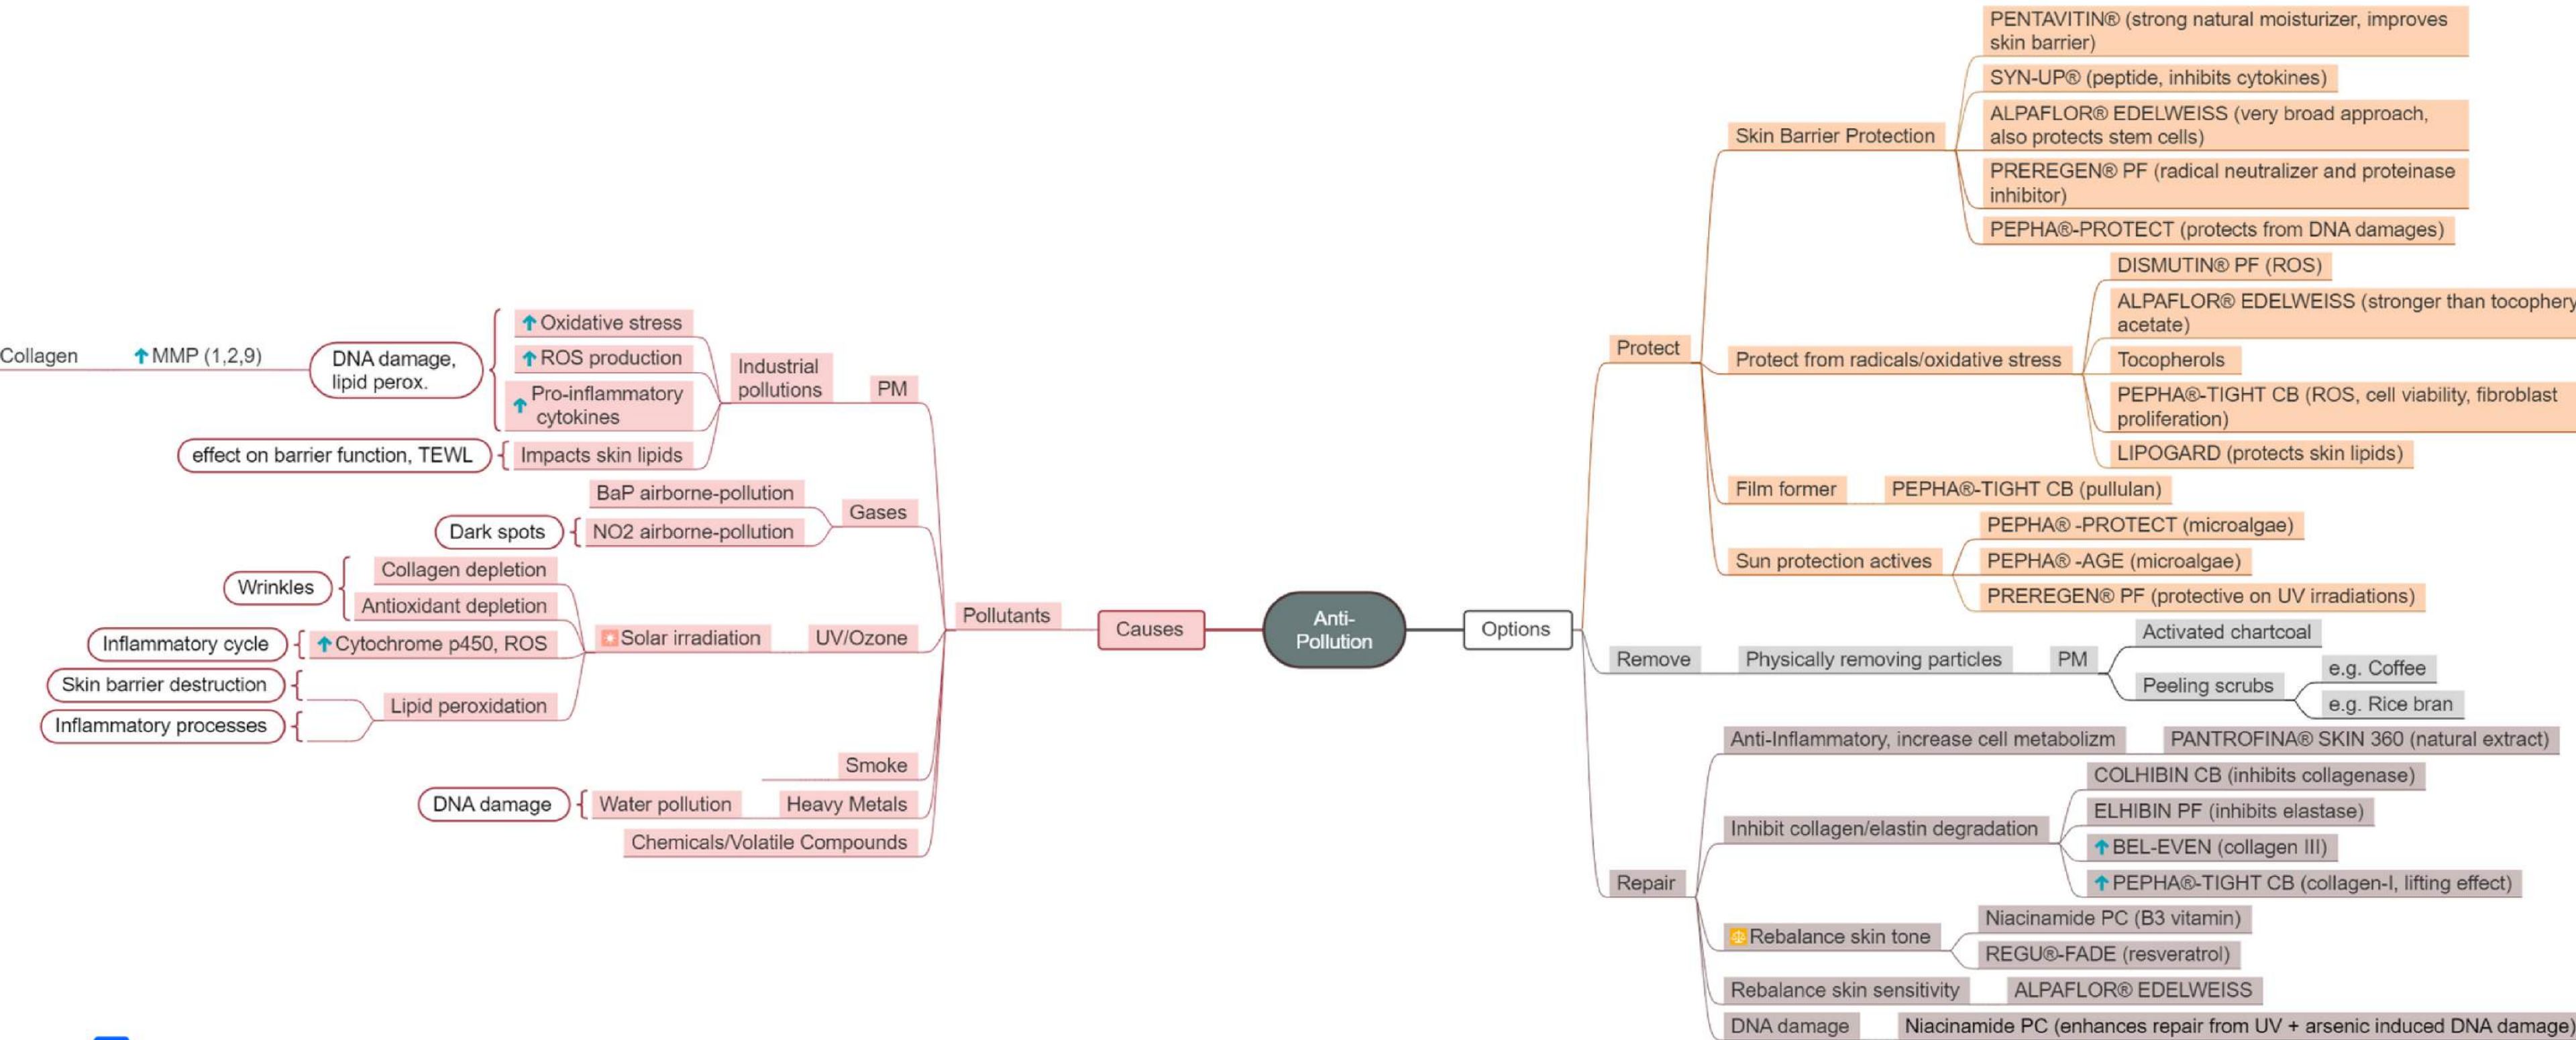 PENTAVITIN® (strong natural moisturizer, improves
skin barrier)
SYN-UP® (peptide, inhibits cytokines)
ALPAFLOR® EDELWEISS (very broad approach,
also protects stem cells)
Skin Barrier Protection
PREREGEN® PF (radical neutralizer and proteinase
inhibitor)
PEPHA®-PROTECT (protects from DNA damages)
DISMUTIN® PF (ROS)
ALPAFLOR® EDELWEISS (stronger than tocophery
acetate)
Protect
Protect from radicals/oxidative stress
Tocopherols
PEPHA®-TIGHT CB (ROS, cell viability, fibroblast
proliferation)
LIPOGARD (protects skin lipids)
Film former
PEPHA®-TIGHT CB (pullulan)
PEPHA® -PROTECT (microalgae)
Sun protection actives
PEPHA® -AGE (microalgae)
PREREGEN® PF (protective on UV irradiations)
Collagen
MMP (1,2,9)
DNA damage,
lipid perox.
Oxidative stress
ROS production
Pro-inflammatory
cytokines
Industrial
pollutions
PM
effect on barrier function, TEWL
Impacts skin lipids
BaP airborne-pollution
Gases
Dark spots
NO2 airborne-pollution
Collagen depletion
Wrinkles
Antioxidant depletion
Inflammatory cycle
Cytochrome p450, ROS
Solar irradiation
UV/Ozone
Skin barrier destruction
Lipid peroxidation
Inflammatory processes
Smoke
DNA damage
Water pollution
Heavy Metals
Chemicals/Volatile Compounds
Pollutants
Causes
Anti-
Pollution
Options
Remove
Physically removing particles
PM
Activated chartcoal
Peeling scrubs
e.g. Coffee
e.g. Rice bran
Anti-Inflammatory, increase cell metabolizm
PANTROFINA® SKIN 360 (natural extract)
COLHIBIN CB (inhibits collagenase)
ELHIBIN PF (inhibits elastase)
Inhibit collagen/elastin degradation
BEL-EVEN (collagen III)
PEPHA®-TIGHT CB (collagen-I, lifting effect)
Repair
Niacinamide PC (B3 vitamin)
Rebalance skin tone
REGU®-FADE (resveratrol)
Rebalance skin sensitivity
ALPAFLOR® EDELWEISS
DNA damage
Niacinamide PC (enhances repair from UV + arsenic induced DNA damage)